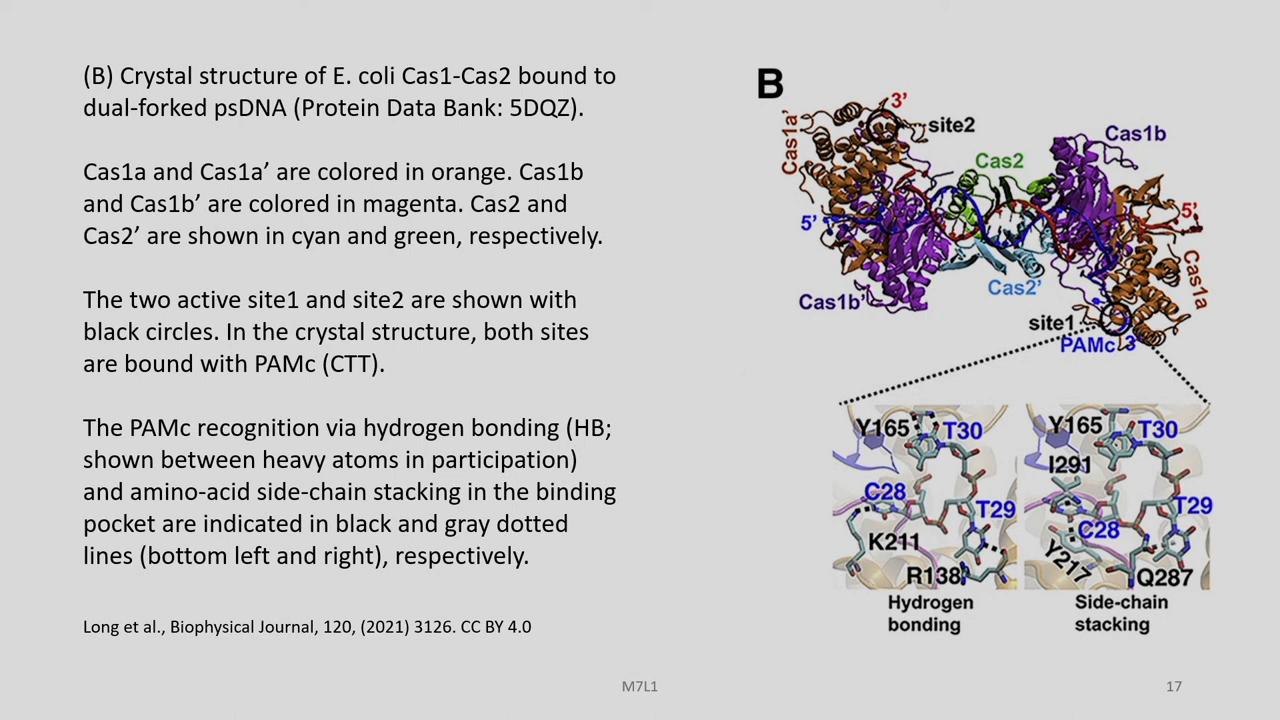 (B) Crystal structure of E. coli Cas1-Cas2 bound to
dual-forked psDNA (Protein Data Bank: 5DQZ).
Cas1a and Cas1a’ are colored in orange. Cas1b
and Cas1b’ are colored in magenta. Cas2 and
Cas2’ are shown in cyan and green, respectively.
The two active site1 and site2 are shown with
black circles. In the crystal structure, both sites
are bound with PAMc (CTT).
The PAMc recognition via hydrogen bonding (HB;
shown between heavy atoms in participation)
and amino-acid side-chain stacking in the binding
pocket are indicated in black and gray dotted
lines (bottom left and right), respectively.
Long et al., Biophysical Journal, 120, (2021) 3126. CC BY 4.0
B
Cas1a'
3'
site2
Cas2
Cas1b
5'
5'
Cas1b'
Cas2'
Cas1a
site1
PAMc
3'
Y165
T30
C28
T29
K211
R138
Hydrogen
bonding
Y165
T30
I291
T29
C28
Y217
Q287
Side-chain
stacking
M7L1
17